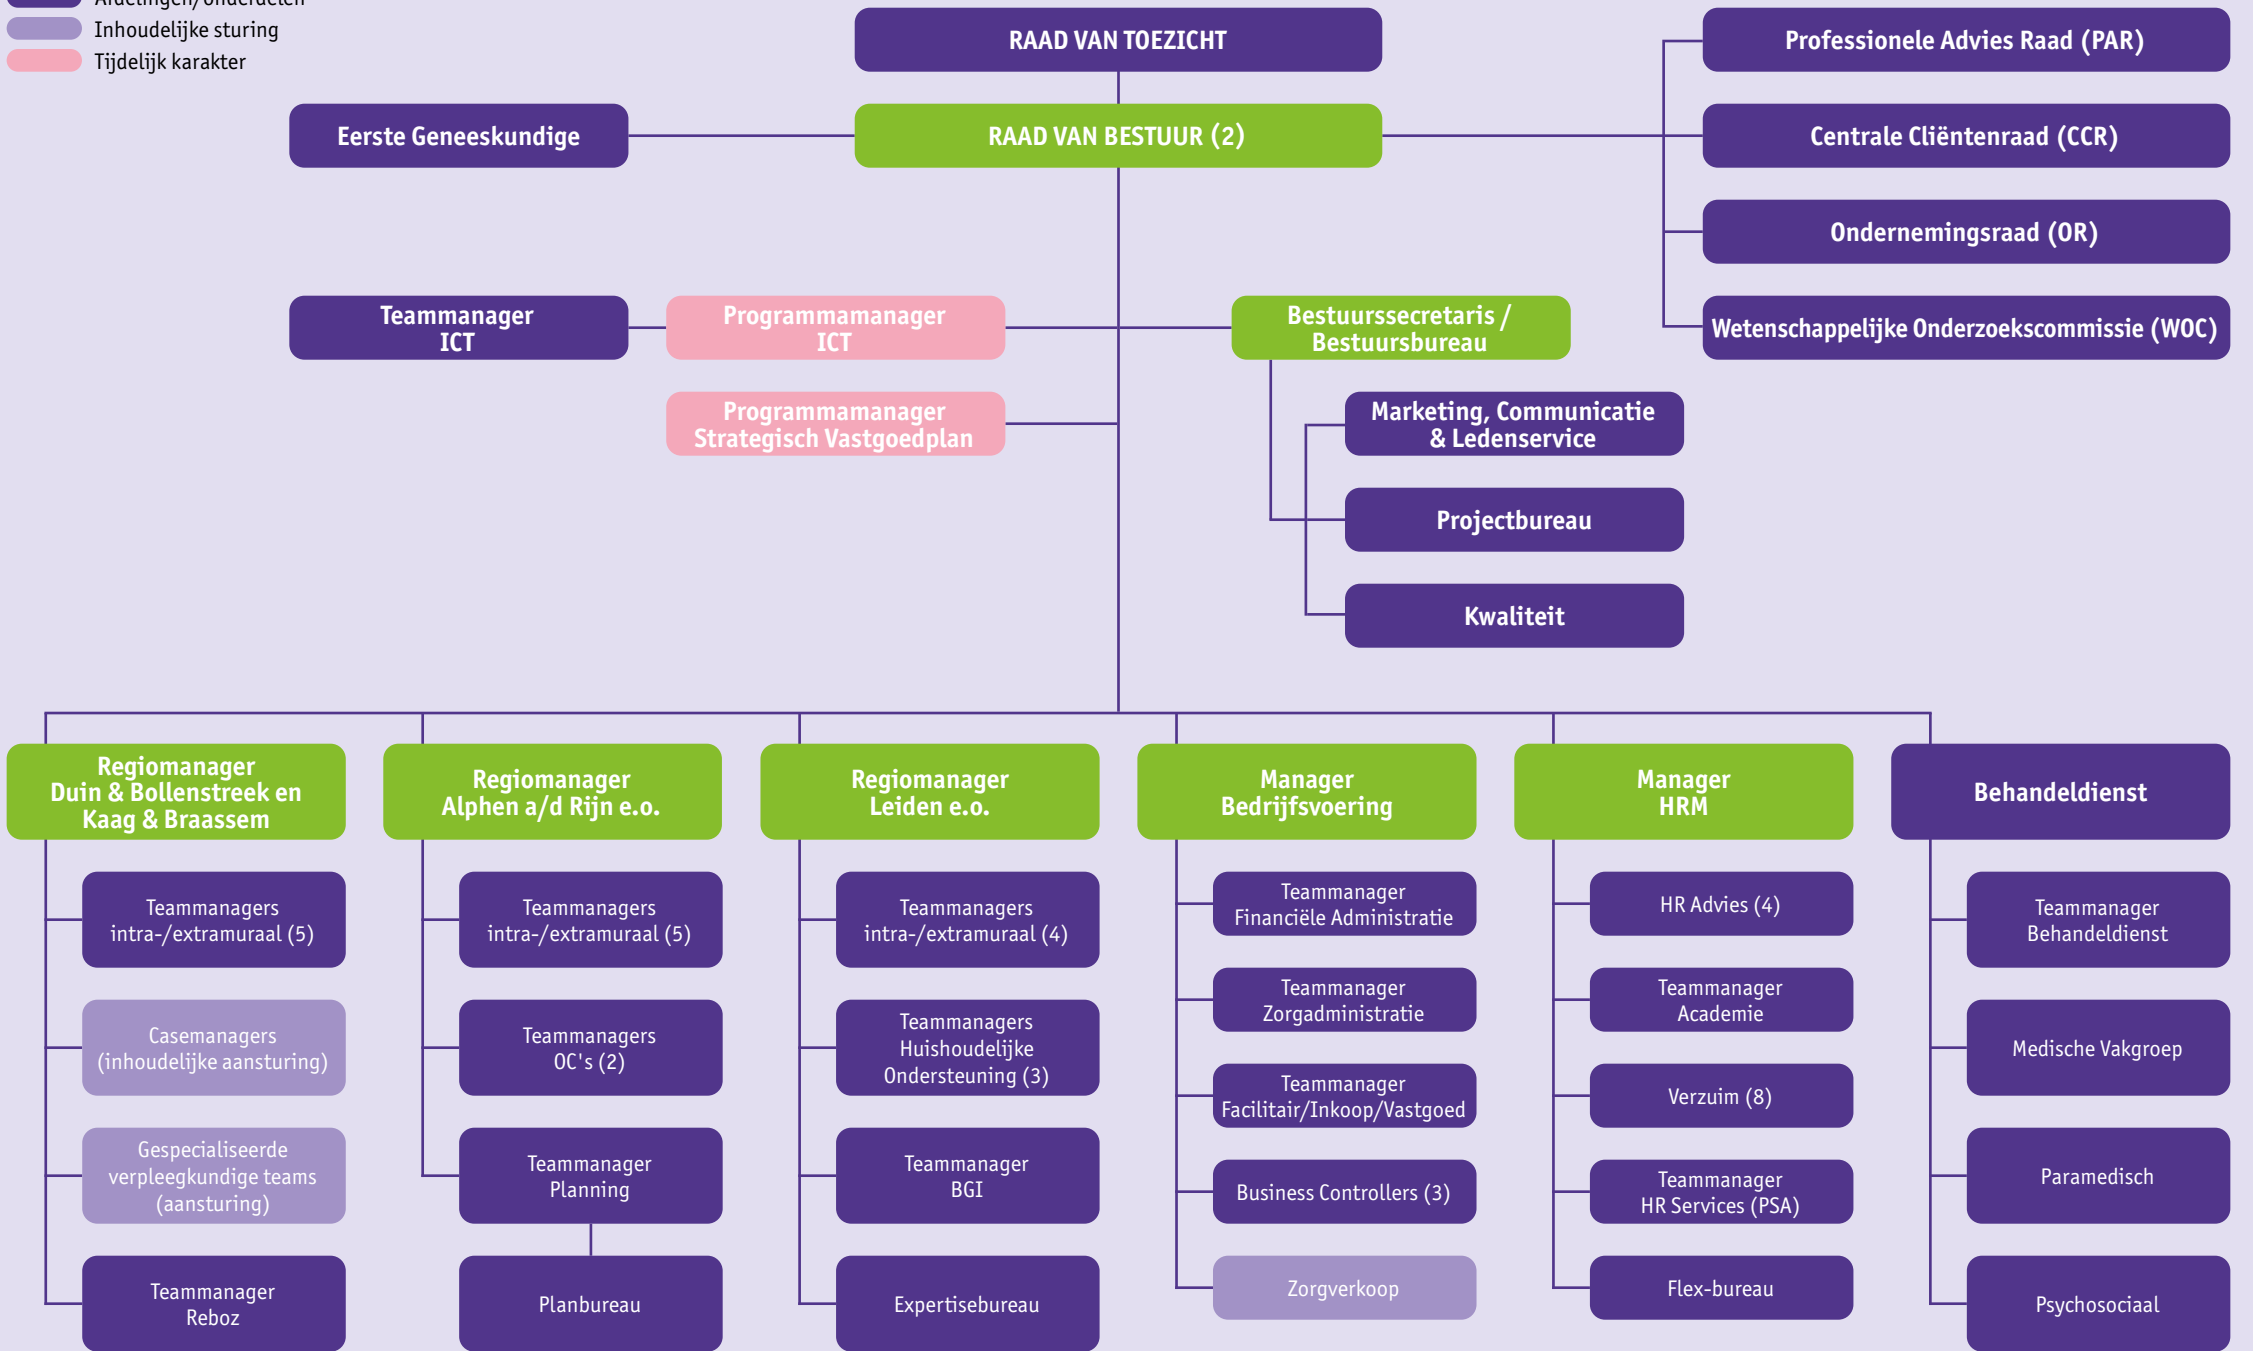 Afdelingen/onderdelen
Inhoudelijke sturing
Tijdelijk karakter
RAAD VAN TOEZICHT
Professionele Advies Raad (PAR)
Eerste Geneeskundige
RAAD VAN BESTUUR (2)
Centrale Cliëntenraad (CCR)
Ondernemingsraad (OR)
Teammanager
ICT
Programmamanager
ICT
Bestuurssecretaris /
Bestuursbureau
Wetenschappelijke Onderzoekscommissie (WOC)
Programmamanager
Strategisch Vastgoedplan
Marketing, Communicatie
& Ledenservice
Projectbureau
Kwaliteit
Regiomanager
Duin & Bollenstreek en
Kaag & Braassem
Regiomanager
Alphen a/d Rijn e.o.
Regiomanager
Leiden e.o.
Manager
Bedrijfsvoering
Manager
HRM
Behandeldienst
Teammanagers
intra-/extramuraal (5)
Casemanagers
(inhoudelijke aansturing)
Gespecialiseerde
verpleegkundige teams
(aansturing)
Teammanager
Reboz
Teammanagers
intra-/extramuraal (5)
Teammanagers
OC's (2)
Teammanager
Planning
Planbureau
Teammanagers
intra-/extramuraal (4)
Teammanagers
Huishoudelijke
Ondersteuning (3)
Teammanager
BGI
Expertisebureau
Teammanager
Financiële Administratie
Teammanager
Zorgadministratie
Teammanager
Facilitair/Inkoop/Vastgoed
Business Controllers (3)
Zorgverkoop
HR Advies (4)
Teammanager
Academie
Verzuim (8)
Teammanager
HR Services (PSA)
Flex-bureau
Teammanager
Behandeldienst
Medische Vakgroep
Paramedisch
Psychosociaal